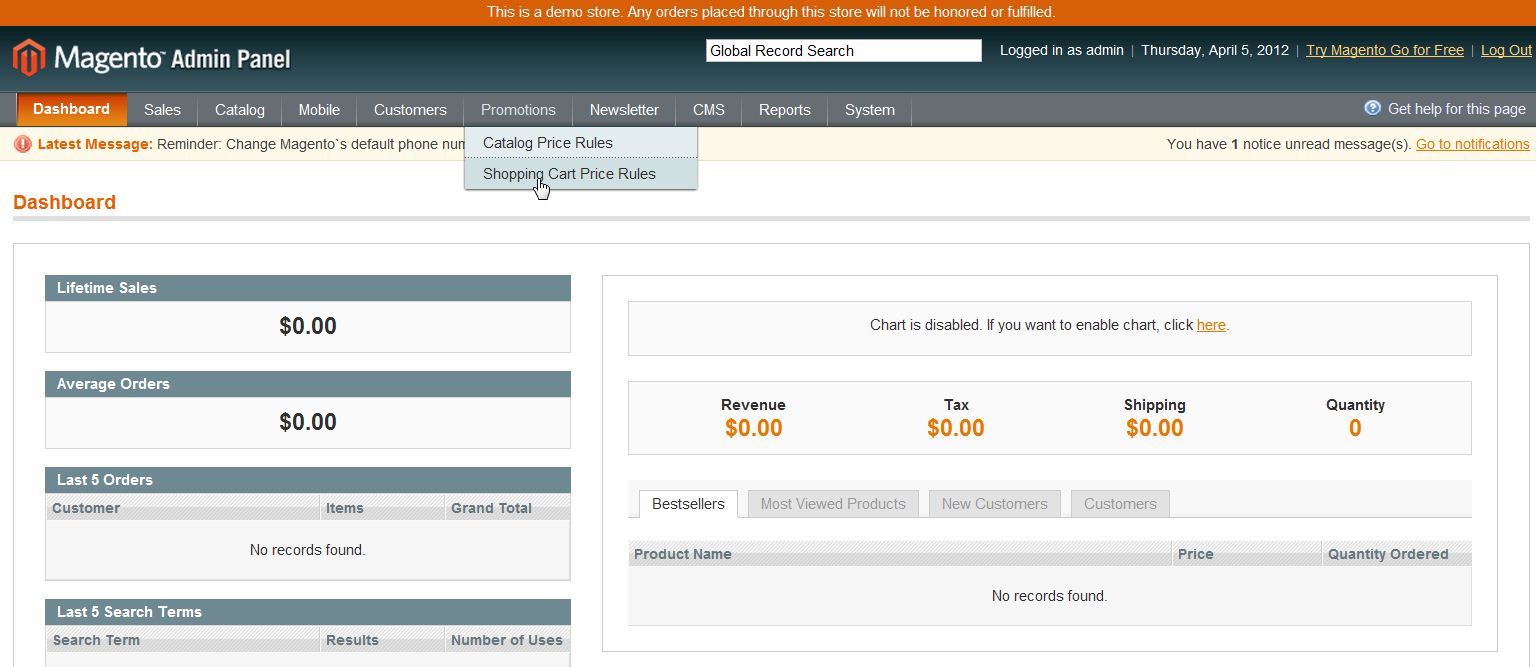 This is a demo store. Any orders placed through this store will not be honored or fulfilled.
Magento™ Admin Panel
Global Record Search
Logged in as admin | Thursday, April 5, 2012 | Try Magento Go for Free | Log Out
Dashboard Sales Catalog Mobile Customers Promotions Newsletter CMS Reports System
Get help for this page
Latest Message: Reminder: Change Magento`s default phone
You have 1 notice unread message(s). Go to notifications
Catalog Price Rules
Shopping Cart Price Rules
Dashboard
Lifetime Sales
$0.00
Average Orders
$0.00
Last 5 Orders
Customer Items Grand Total
No records found.
Last 5 Search Terms
Search Term Results Number of Uses
Chart is disabled. If you want to enable chart, click here.
Revenue Tax Shipping Quantity
$0.00 $0.00 $0.00 0
Bestsellers Most Viewed Products New Customers Customers
Product Name Price Quantity Ordered
No records found.